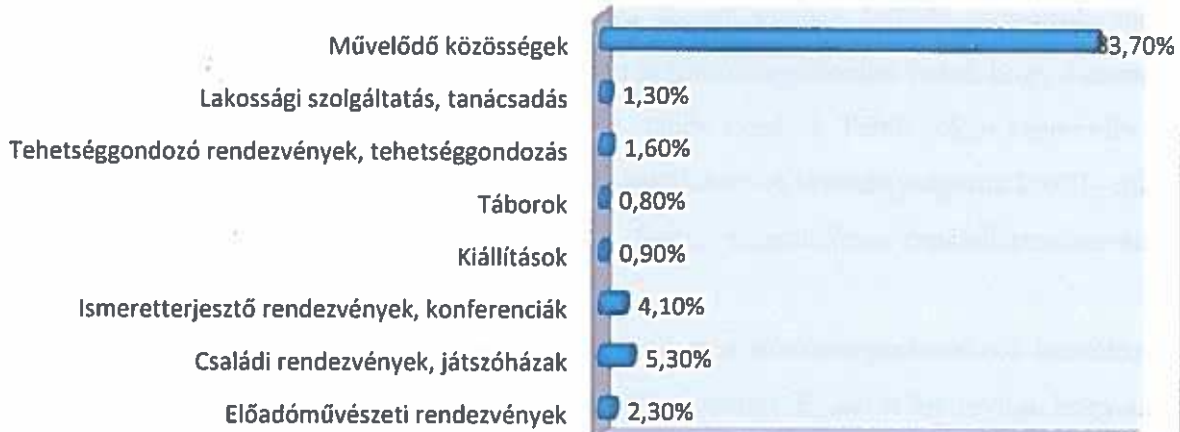 Művelődő közösségek 83,70%
Lakossági szolgáltatás, tanácsadás 1,30%
Tehetséggondozó rendezvények, tehetséggondozás 1,60%
Táborok 0,80%
Kiállítások 0,90%
Ismeretterjesztő rendezvények, konferenciák 4,10%
Családi rendezvények, játszóházak 5,30%
Előadóművészeti rendezvények 2,30%